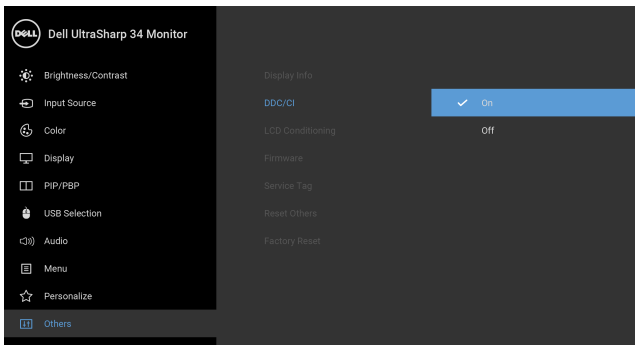 DELL
Dell UltraSharp 34 Monitor
Brightness/Contrast
Input Source
Color
Display
PIP/PBP
USB Selection
Audio
Menu
Personalize
Others
Display Info
DDC/CI
LCD Conditioning
Firmware
Service Tag
Reset Others
Factory Reset
On
Off